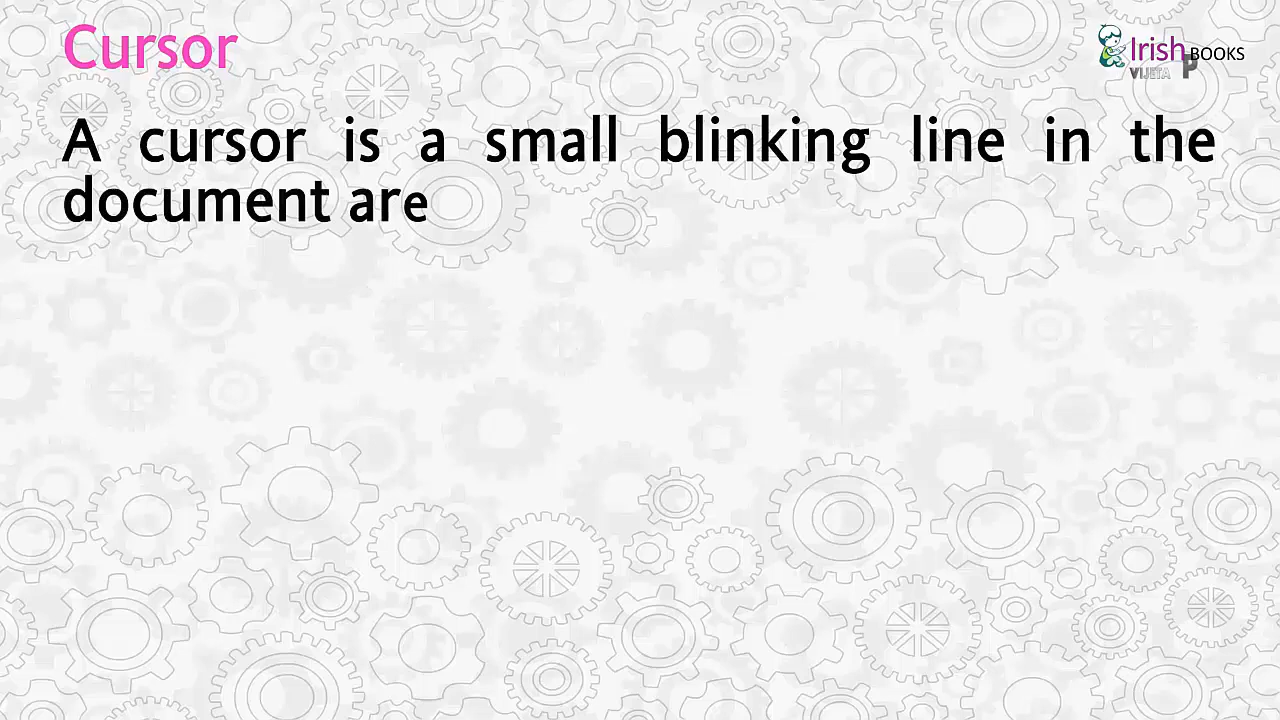 Cursor
Irish BOOKS
VIJETA P
A cursor is a small blinking line in the
document are